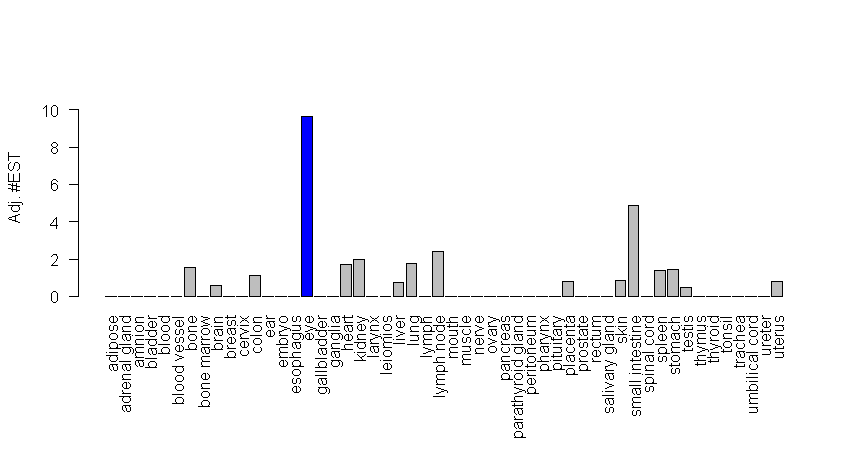 Adj. #EST
10
8
6
4
2
0
adipose
adrenal gland
amnion
bladder
blood
blood vessel
bone
bone marrow
brain
breast
cervix
colon
ear
embryo
esophagus
eye
gallbladder
ganglia
heart
kidney
larynx
leiomios
liver
lung
lymph
lymph node
mouth
muscle
nerve
ovary
pancreas
parathyroid gland
peritoneum
pharynx
pituitary
placenta
prostate
rectum
salivary gland
skin
small intestine
spinal cord
spleen
stomach
testis
thymus
thyroid
tonsil
trachea
umbilical cord
ureter
uterus